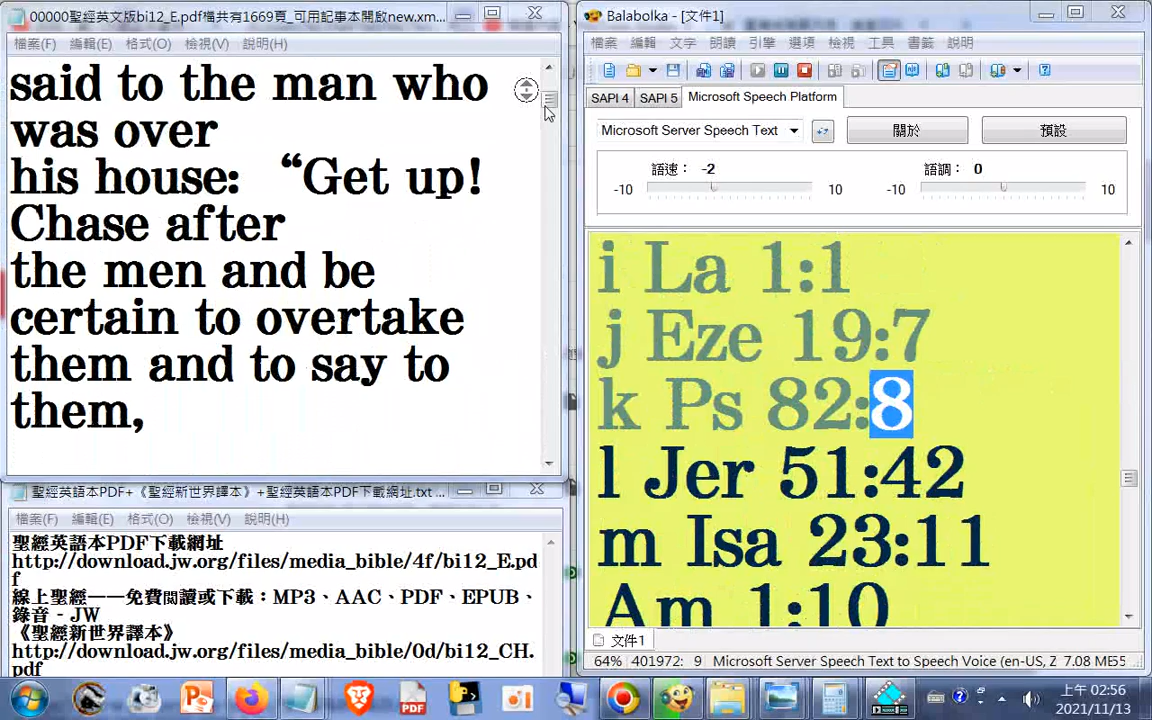 00000聖經英文版bi12_E.pdf檔共有1669頁_可用記事本開啟new.xm...
檔案(F) 編輯(E) 格式(O) 檢視(V) 說明(H)
said to the man who
was over
his house: “Get up!
Chase after
the men and be
certain to overtake
them and to say to
them,
聖經英語本PDF+《聖經新世界譯本》+聖經英語本PDF下載網址.txt ...
檔案(F) 編輯(E) 格式(O) 檢視(V) 說明(H)
聖經英語本PDF下載網址
http://download.jw.org/files/media_bible/4f/bi12_E.pd
f
線上聖經——免費閱讀或下載：MP3、AAC、PDF、EPUB、
錄音 - JW
《聖經新世界譯本》
http://download.jw.org/files/media_bible/0d/bi12_CH.
pdf
Balabolka - [文件1]
檔案 編輯 文字 朗讀 引擎 選項 檢視 工具 書籤 說明
SAPI 4 SAPI 5 Microsoft Speech Platform
Microsoft Server Speech Text 關於 預設
語速： -2 語調： 0
-10 10 -10 10
i La 1:1
j Eze 19:7
k Ps 82:8
l Jer 51:42
m Isa 23:11
Am 1:10
文件1
64% 401972: 9 Microsoft Server Speech Text to Speech Voice (en-US, Z 7.08 ME55
PDF
上午 02:56
2021/11/13